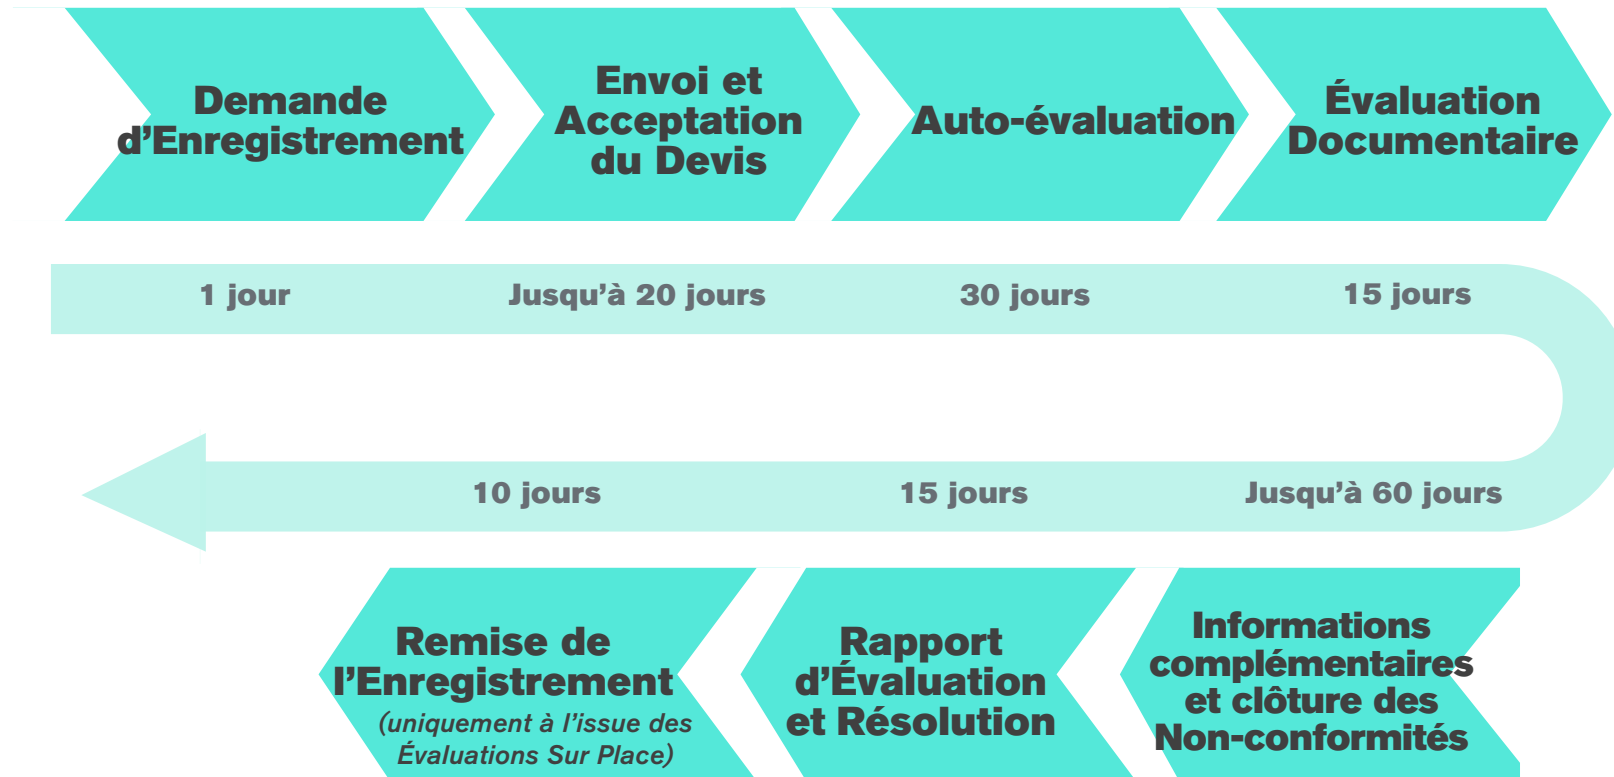 Demande
d’Enregistrement
Envoi et
Acceptation
du Devis
Auto-évaluation
Évaluation
Documentaire
1 jour
Jusqu’à 20 jours
30 jours
15 jours
Jusqu’à 60 jours
15 jours
10 jours
Informations
complémentaires
et clôture des
Non-conformités
Rapport
d’Évaluation
et Résolution
Remise de
l’Enregistrement
(uniquement à l’issue des
Évaluations Sur Place)